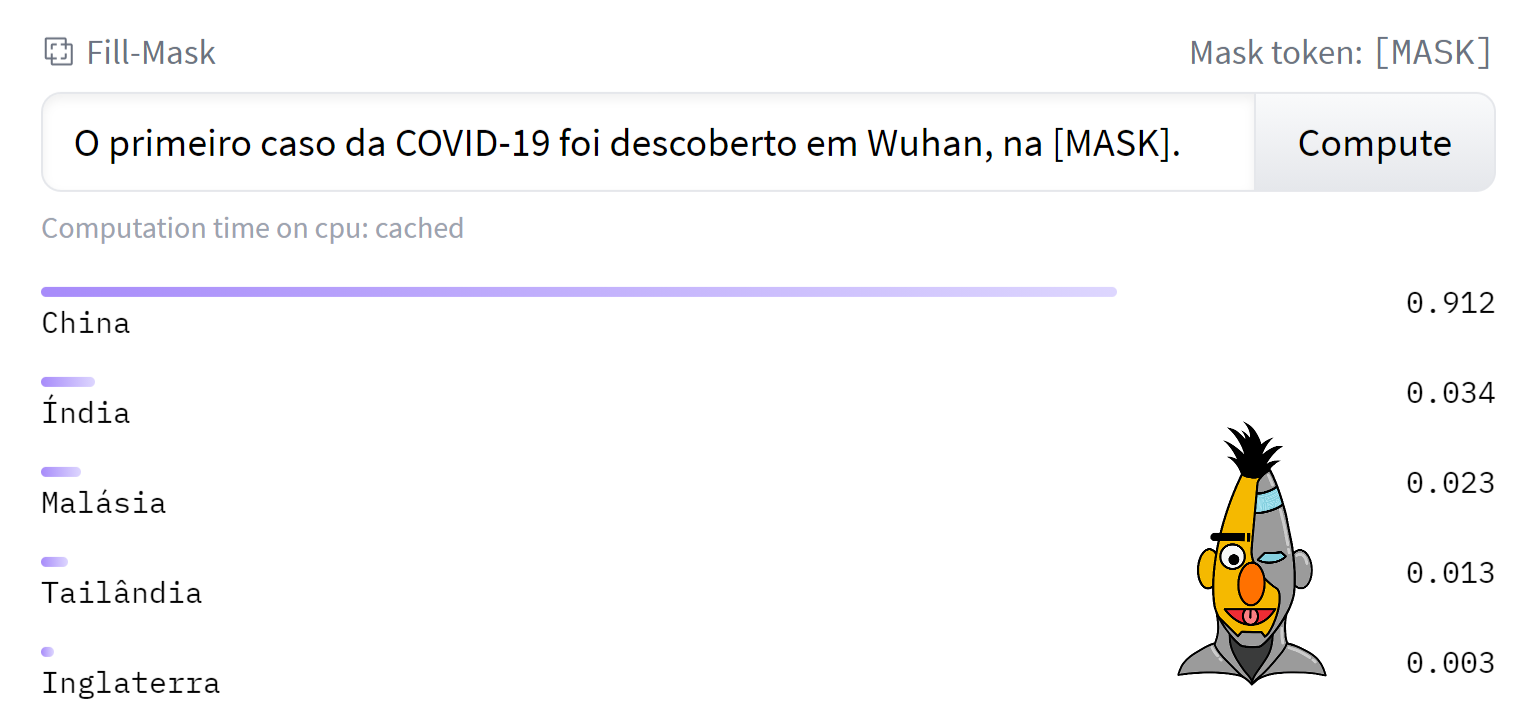 Fill-Mask
Mask token: [MASK]
O primeiro caso da COVID-19 foi descoberto em Wuhan, na [MASK].
Compute
Computation time on cpu: cached
China 0.912
Índia 0.034
Malásia 0.023
Tailândia 0.013
Inglaterra 0.003